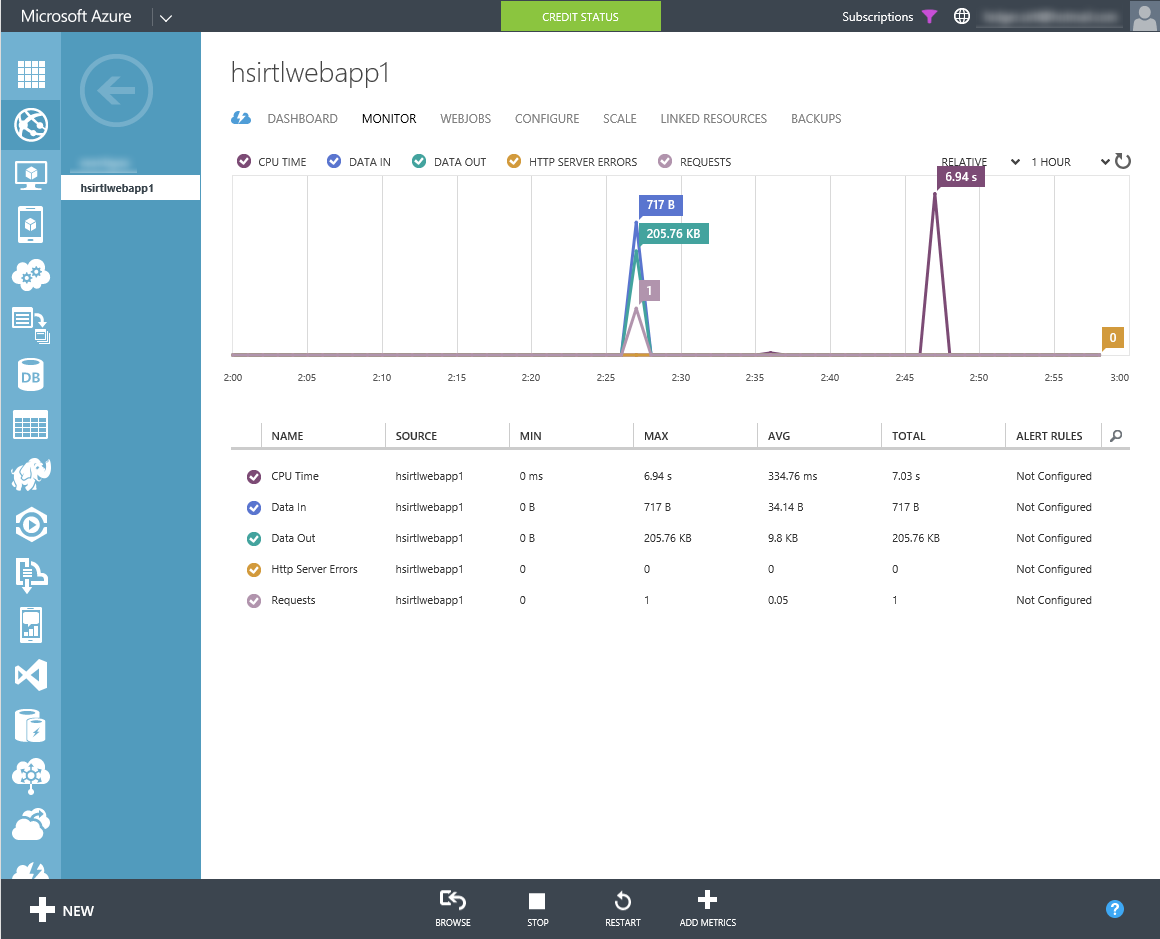 Microsoft Azure
CREDIT STATUS
Subscriptions
hsirtlwebapp1
hsirtlwebapp1
DASHBOARD MONITOR WEBJOBS CONFIGURE SCALE LINKED RESOURCES BACKUPS
CPU TIME DATA IN DATA OUT HTTP SERVER ERRORS REQUESTS RELATIVE 1 HOUR
6.94 s
717 B
205.76 KB
1
0
2:00 2:05 2:10 2:15 2:20 2:25 2:30 2:35 2:40 2:45 2:50 2:55 3:00
NAME SOURCE MIN MAX AVG TOTAL ALERT RULES
CPU Time hsirtlwebapp1 0 ms 6.94 s 334.76 ms 7.03 s Not Configured
Data In hsirtlwebapp1 0 B 717 B 34.14 B 717 B Not Configured
Data Out hsirtlwebapp1 0 B 205.76 KB 9.8 KB 205.76 KB Not Configured
Http Server Errors hsirtlwebapp1 0 0 0 0 Not Configured
Requests hsirtlwebapp1 0 1 0.05 1 Not Configured
DB
NEW
BROWSE STOP RESTART ADD METRICS
?